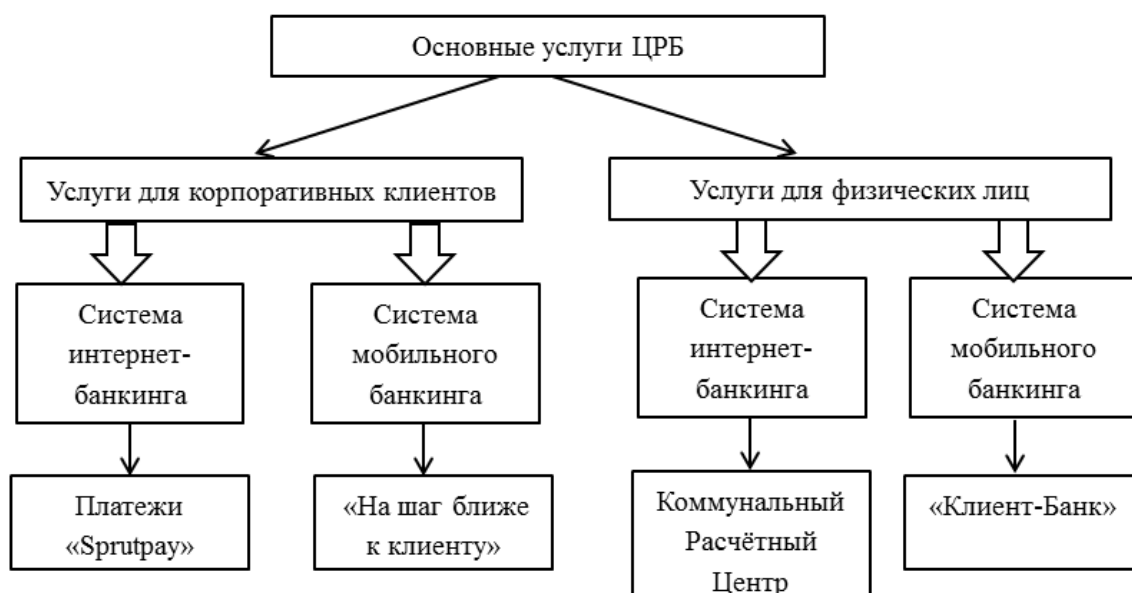 Основные услуги ЦРБ
Услуги для корпоративных клиентов
Услуги для физических лиц
Система
интернет-
банкинга
Система
мобильного
банкинга
Система
интернет-
банкинга
Система
мобильного
банкинга
Платежи
«Sprutpay»
«На шаг ближе
к клиенту»
Коммунальный
Расчётный
Центр
«Клиент-Банк»